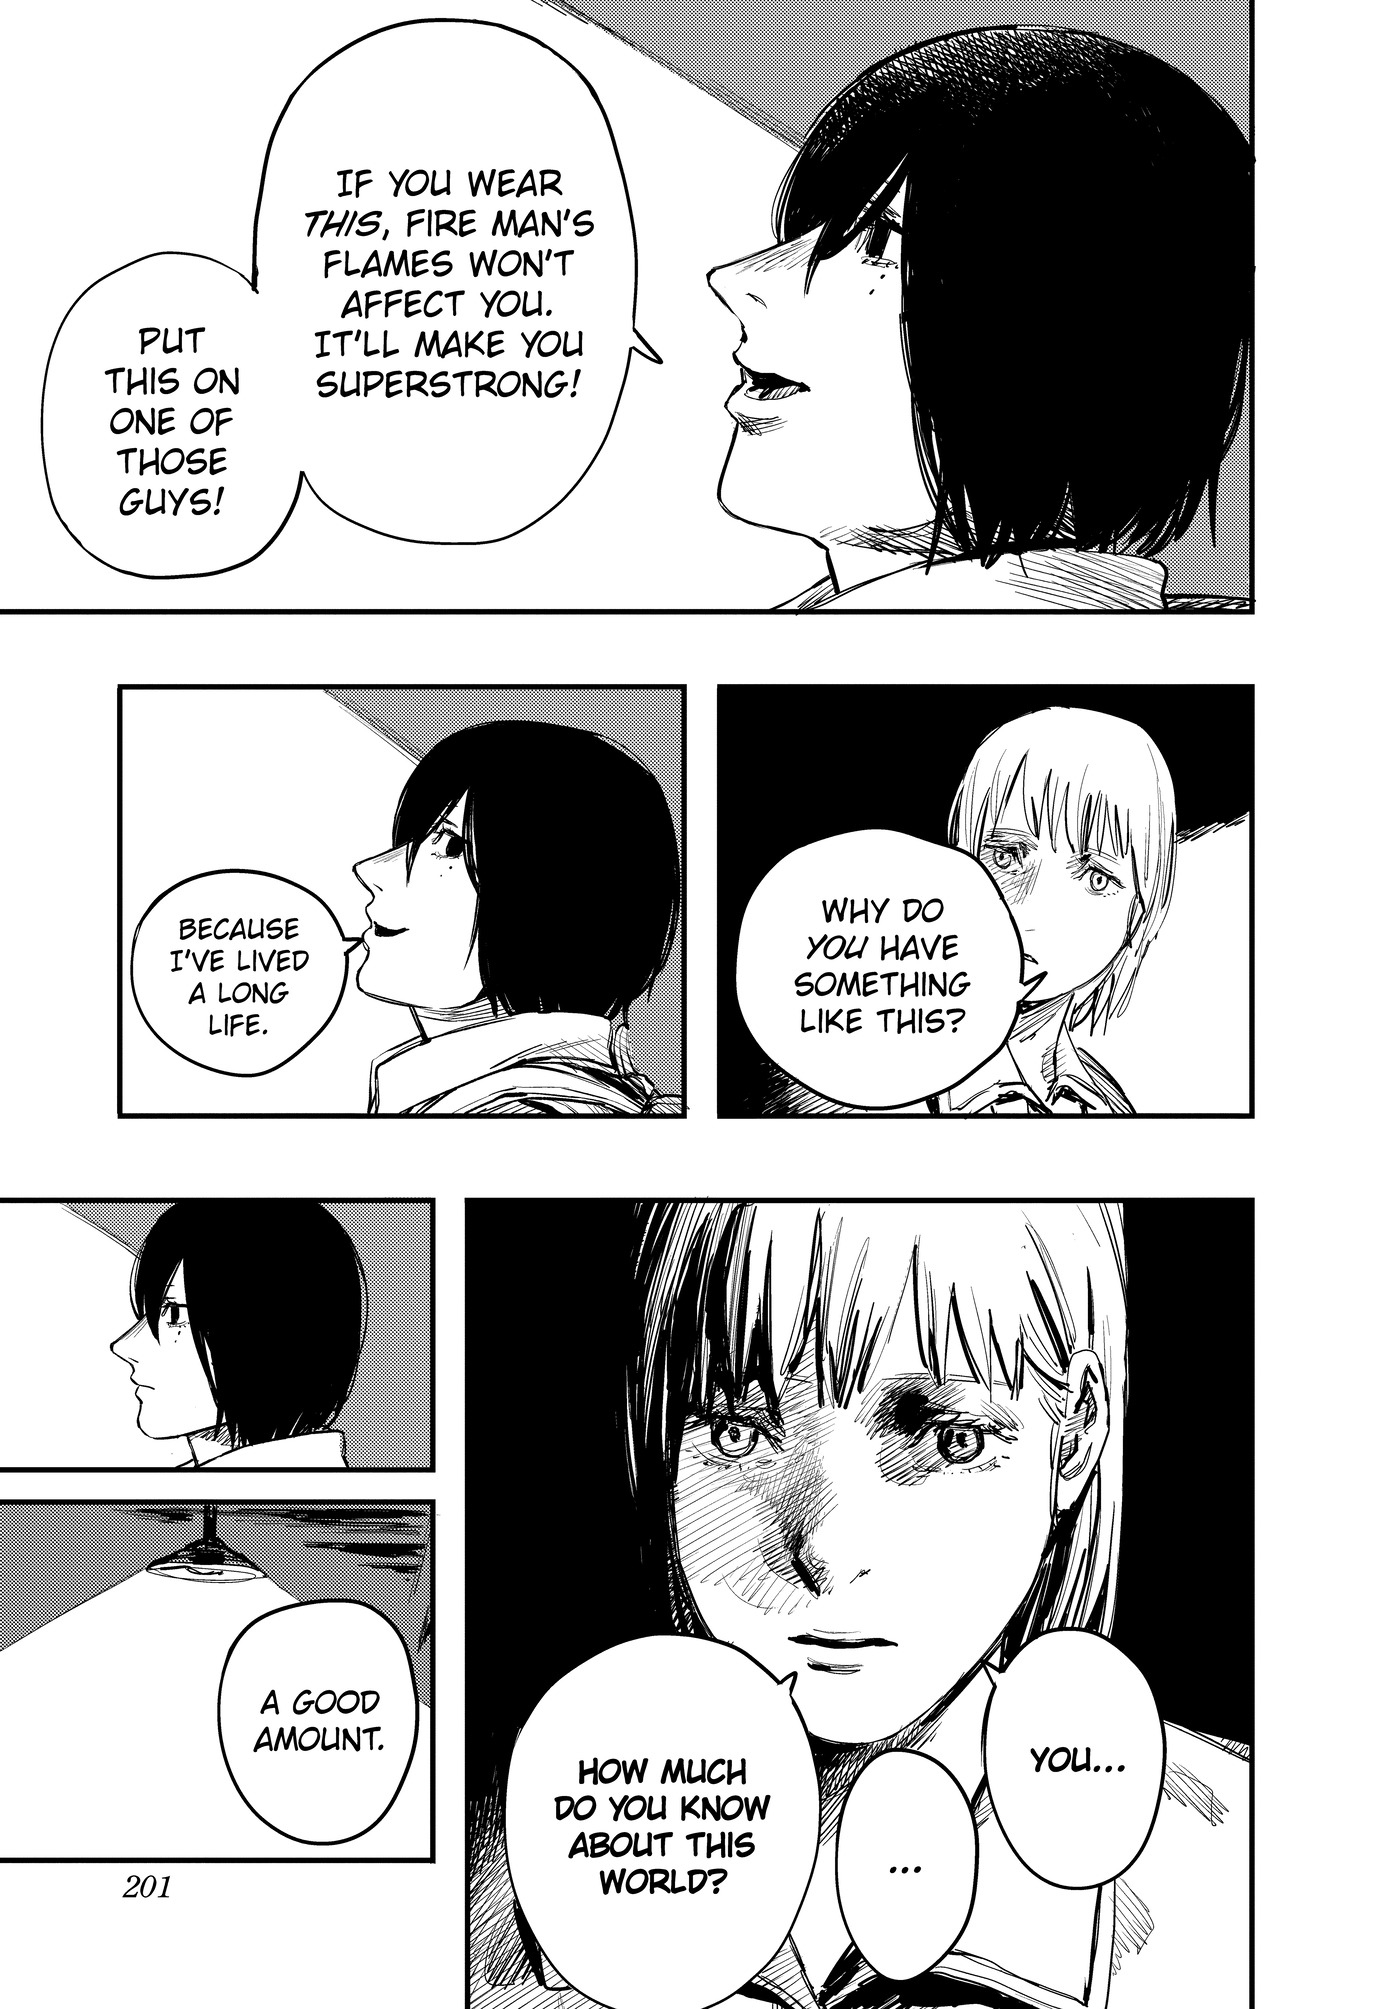 IF YOU WEAR
THIS, FIRE MAN'S
FLAMES WON'T
AFFECT YOU.
IT'LL MAKE YOU
SUPERSTRONG!
PUT
THIS ON
ONE OF
THOSE
GUYS!
WHY DO
YOU HAVE
SOMETHING
LIKE THIS?
BECAUSE
I'VE LIVED
A LONG
LIFE.
YOU...
...
HOW MUCH
DO YOU KNOW
ABOUT THIS
WORLD?
A GOOD
AMOUNT.
201